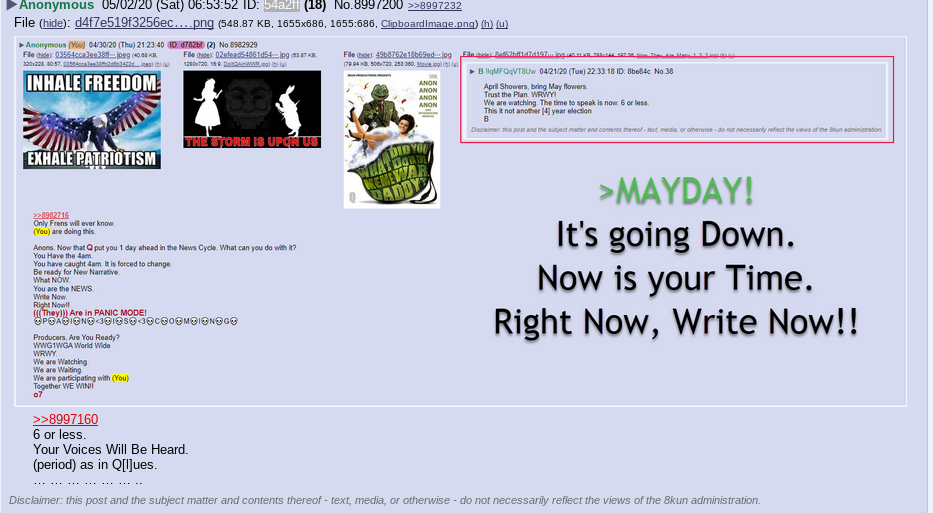 ▶Anonymous 05/02/20 (Sat) 06:53:52 ID: 54a2ff (18) No.8997200 >>8997232
File (hide): d4f7e519f3256ec….png (548.87 KB, 1655x686, 1655:686, ClipboardImage.png) (h) (u)
▶Anonymous (You) 04/30/20 (Thu) 21:23:40 ID: d782bf (2) No.8982929
File (hide): 03564cca3ee38ff⋯.jpeg (40.68 KB,
320x228, 80:57,
INHALE FREEDOM
EXHALE PATRIOTISM
File (hide): 02efead54861d54⋯.jpg (53.87 KB,
1280x720, 16:9,
THE STORM IS UPON US
File (hide): 49b8762e18b69ed⋯.jpg
(79.94 KB, 506x720, 253:360, Movie.jpg) (h) (u)
ANON
ANON
ANON
ANON
WHAT DID YOU
DO IN THE
MEME WAR
DADDY?
Q
File (hide): 8ef62bff1d7d197⋯.jpg
▶ B !!qMFQqVT8Uw 04/21/20 (Tue) 22:33:18 ID: 8be84c No.38
April Showers, bring May flowers.
Trust the Plan. WRWY!
We are watching. The time to speak is now. 6 or less.
This it not another [4] year election
B
Disclaimer: this post and the subject matter and contents thereof - text, media, or otherwise - do not necessarily reflect the views of the 8kun administration.
>MAYDAY!
It's going Down.
Now is your Time.
Right Now, Write Now!!
>>8982716
Only Frens will ever know.
(You) are doing this.
Anons. Now that Q put you 1 day ahead in the News Cycle. What can you do with it?
You Have the 4am.
You have caught 4am. It is forced to change.
Be ready for New Narrative.
What NOW.
You are the NEWS.
Write Now.
Right Now!!
(((They))) Are in PANIC MODE!
💀P💀A💀I💀N💀<3💀I💀S💀<3💀C💀O💀M💀I💀N💀G💀
Producers, Are You Ready?
WWG1WGA World Wide
WRWY.
We are Watching.
We are Waiting.
We are participating with (You)
Together WE WIN!!
o7
>>8997160
6 or less.
Your Voices Will Be Heard.
(period) as in Q[l]ues.
… … … … … … ..
Disclaimer: this post and the subject matter and contents thereof - text, media, or otherwise - do not necessarily reflect the views of the 8kun administration.